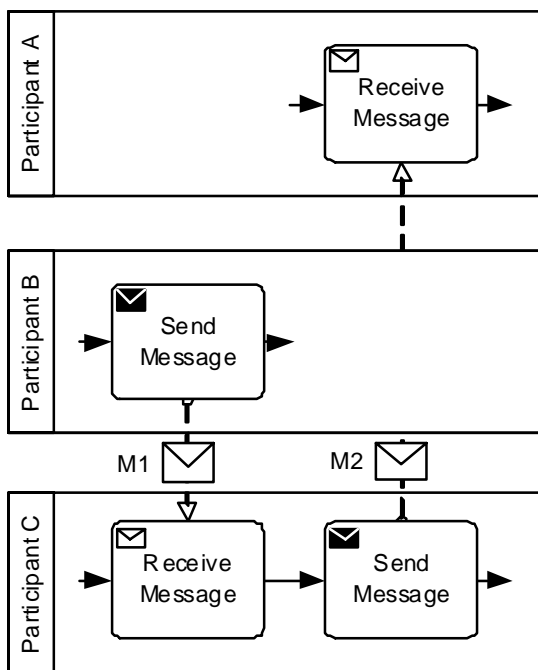 Participant A
Receive
Message
Participant B
Send
Message
M1
M2
Participant C
Receive
Message
Send
Message